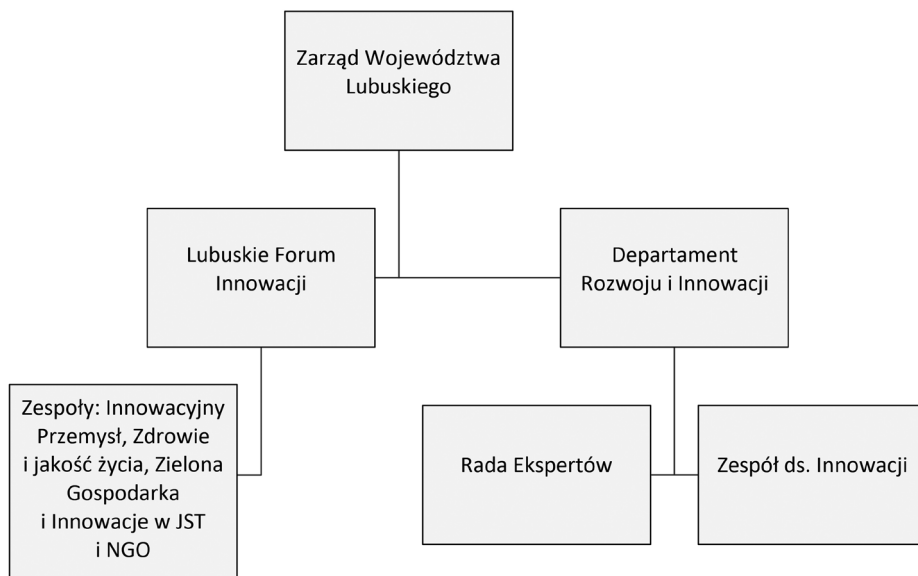 Zarząd Województwa
Lubuskiego
Lubuskie Forum
Innowacji
Departament
Rozwoju i Innowacji
Zespoły: Innowacyjny
Przemysł, Zdrowie
i jakość życia, Zielona
Gospodarka
i Innowacje w JST
i NGO
Rada Ekspertów
Zespół ds. Innowacji